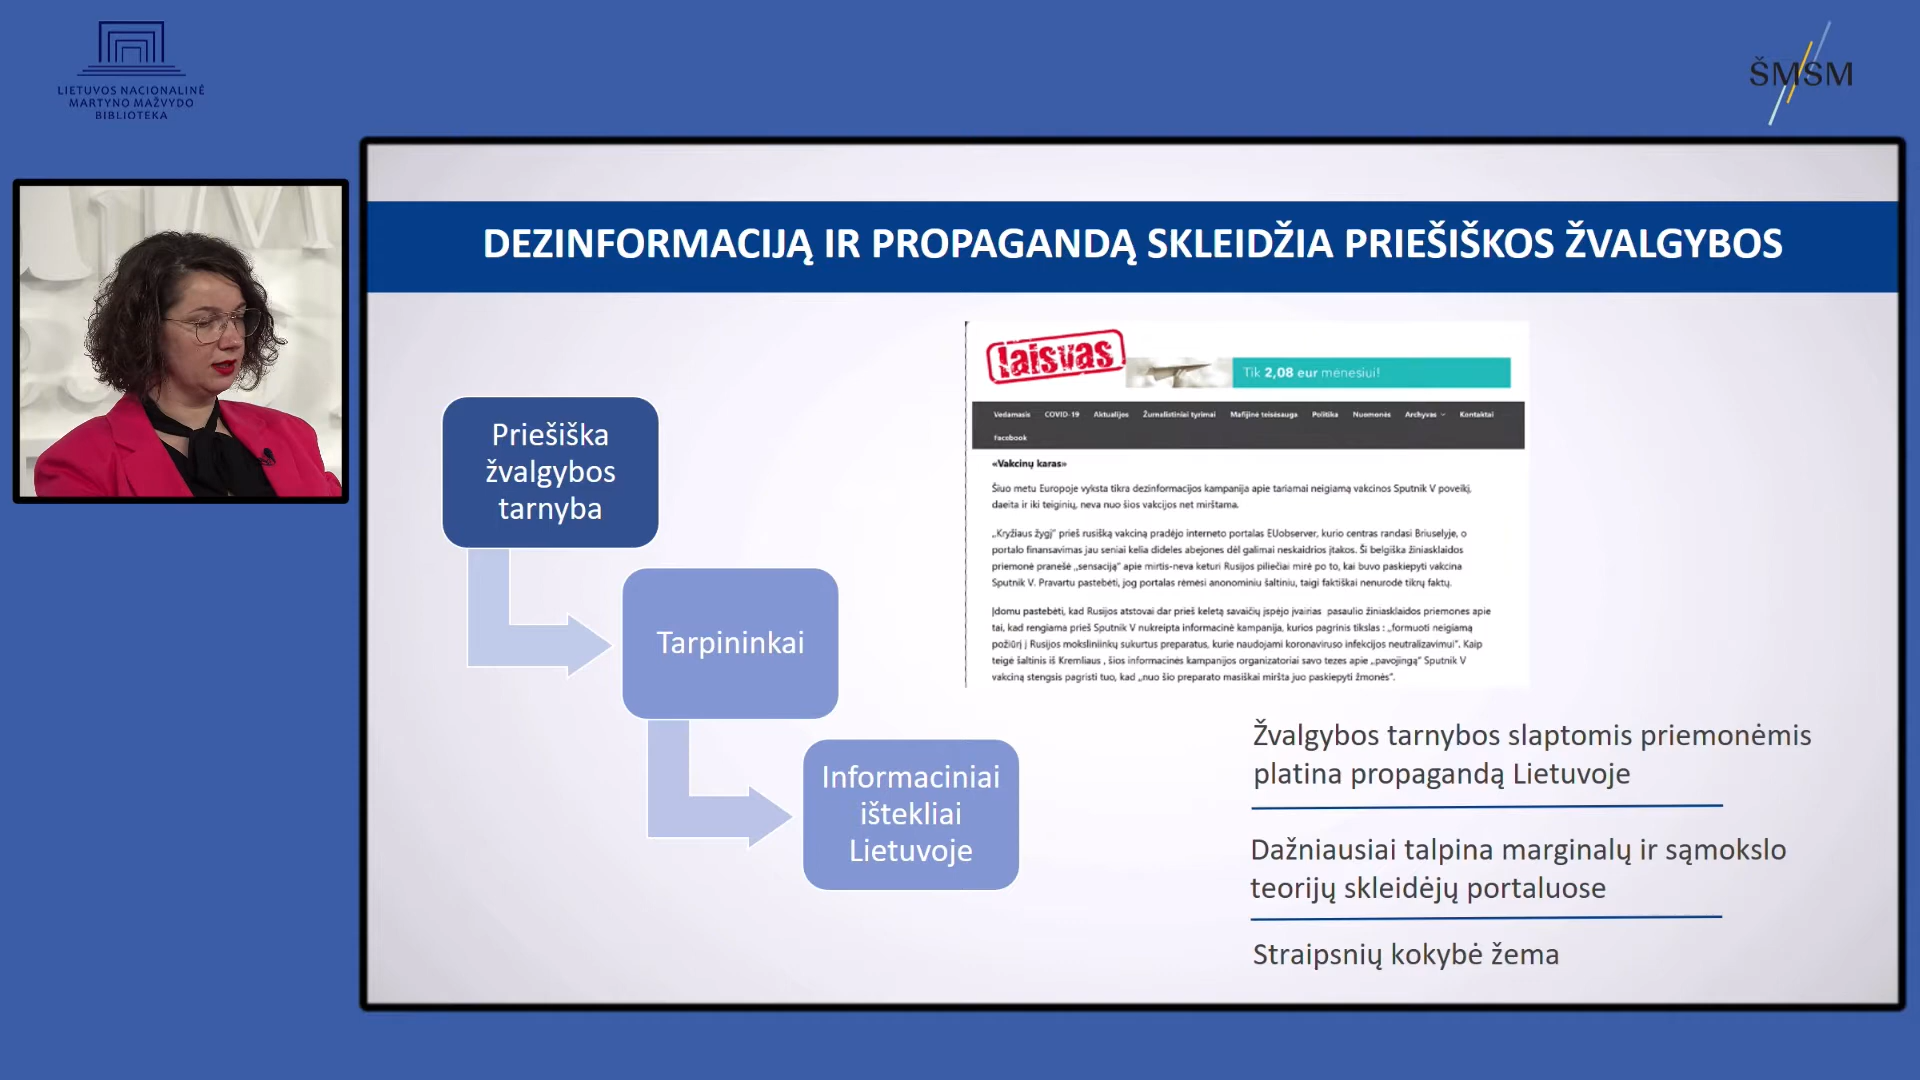 LIETUVOS NACIONALINĖ
MARTYNO MAŽVYDO
BIBLIOTEKA
ŠMSM
DEZINFORMACIJĄ IR PROPAGANDĄ SKLEIDŽIA PRIEŠIŠKOS ŽVALGYBOS
Priešiška
žvalgybos
tarnyba
Tarpininkai
Informaciniai
ištekliai
Lietuvoje
laisvas
Tik 2,08 eur mėnesiui!
Vedamasis COVID-19 Aktualijos Žurnalistiniai tyrimai Mafijinė teisėsauga Politika Nuomonės Archyvas Kontaktai
Facebook
«Vakcinų karas»
Šiuo metu Europoje vyksta tikra dezinformacijos kampanija apie tariamai neigiamą vakcinos Sputnik V poveikį,
daeita ir iki teiginių, neva nuo šios vakcijos net mirštama.
„Kryžiaus žygį" prieš rusišką vakciną pradėjo interneto portalas EUobserver, kurio centras randasi Briuselyje, o
portalo finansavimas jau seniai kelia dideles abejones dėl galimai neskaidrios įtakos. Ši belgiška žiniasklaidos
priemonė pranešė „sensaciją" apie mirtis-neva keturi Rusijos piliečiai mirė po to, kai buvo paskiepyti vakcina
Sputnik V. Pravartu pastebėti, jog portalas rėmėsi anonominiu šaltiniu, taigi faktiškai nenurodė tikrų faktų.
Įdomu pastebėti, kad Rusijos atstovai dar prieš keletą savaičių įspėjo įvairias pasaulio žiniasklaidos priemones apie
tai, kad rengiama prieš Sputnik V nukreipta informacinė kampanija, kurios pagrinis tikslas : „formuoti neigiamą
požiūrį į Rusijos moksliniinkų sukurtus preparatus, kurie naudojami koronaviruso infekcijos neutralizavimui". Kaip
teigė šaltinis iš Kremliaus , šios informacinės kampanijos organizatoriai savo tezes apie „pavojingą" Sputnik V
vakciną stengsis pagristi tuo, kad „nuo šio preparato masiškai miršta juo paskiepyti žmonės".
Žvalgybos tarnybos slaptomis priemonėmis
platina propagandą Lietuvoje
Dažniausiai talpina marginalų ir sąmokslo
teorijų skleidėjų portaluose
Straipsnių kokybė žema